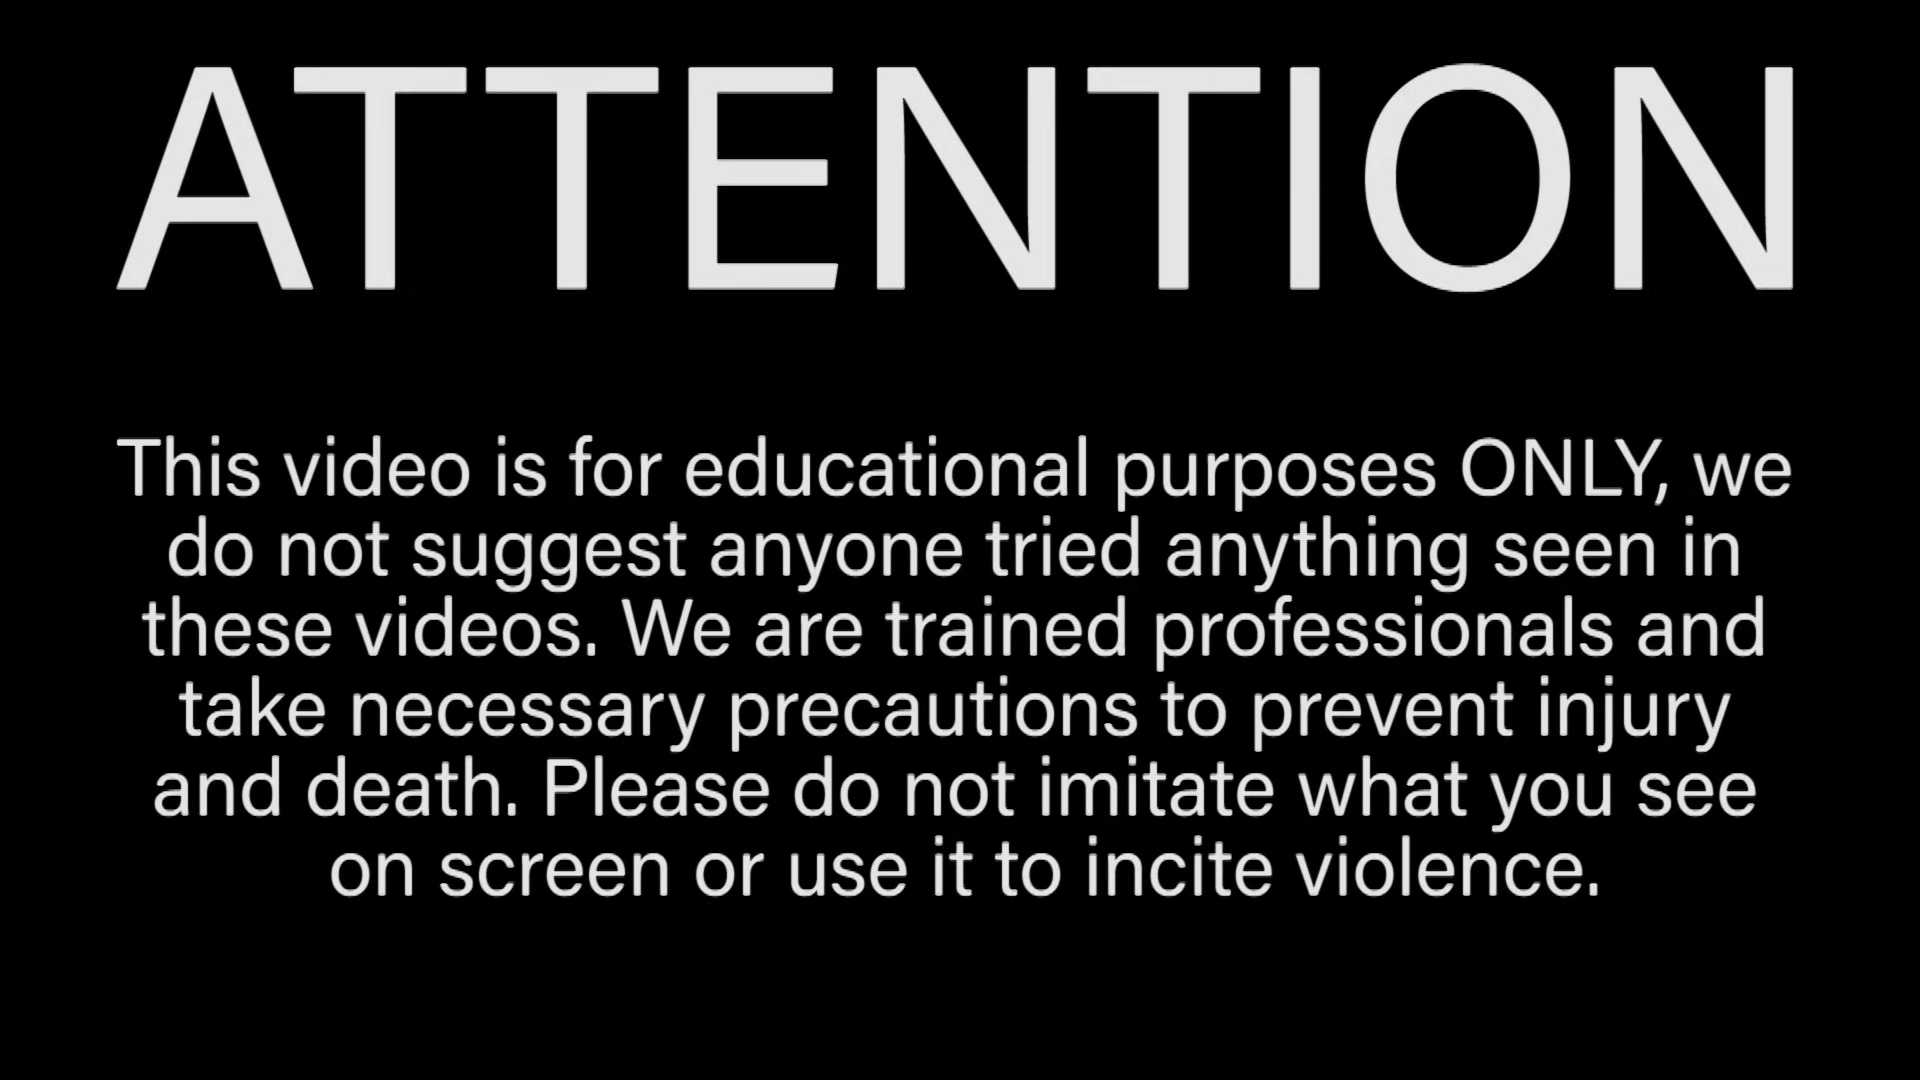 ATTENTION
This video is for educational purposes ONLY, we
do not suggest anyone tried anything seen in
these videos. We are trained professionals and
take necessary precautions to prevent injury
and death. Please do not imitate what you see
on screen or use it to incite violence.